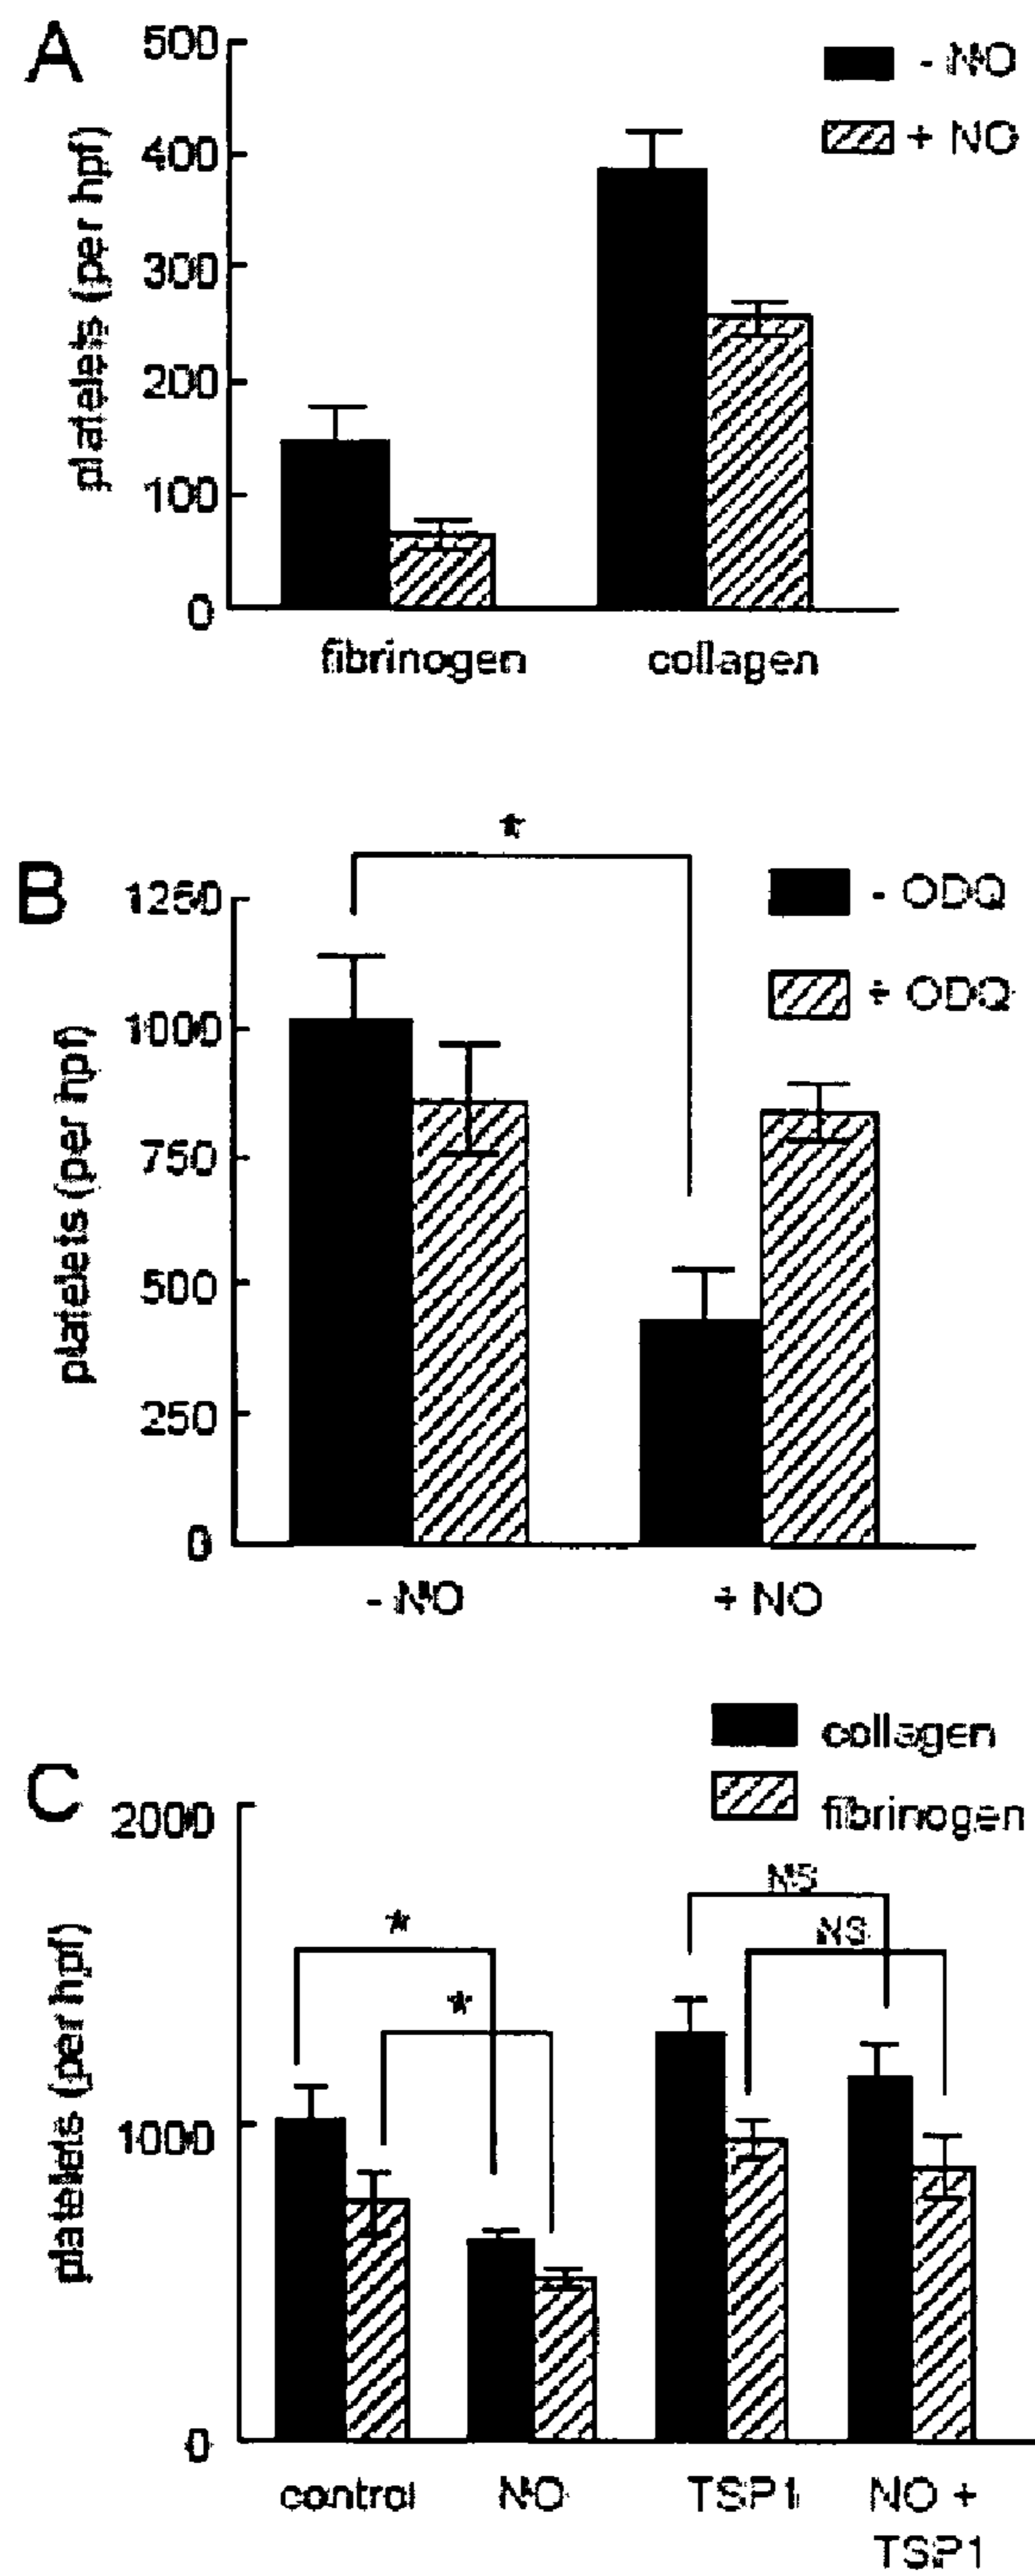 A
500
400
300
200
100
0
platelets (per hpf)
- NO
+ NO
fibrinogen
collagen
B
*
1250
1000
750
500
250
0
platelets (per hpf)
- ODQ
+ ODQ
- NO
+ NO
C
collagen
fibrinogen
2000
1000
0
platelets (per hpf)
*
*
NS
NS
control
NO
TSP1
NO +
TSP1